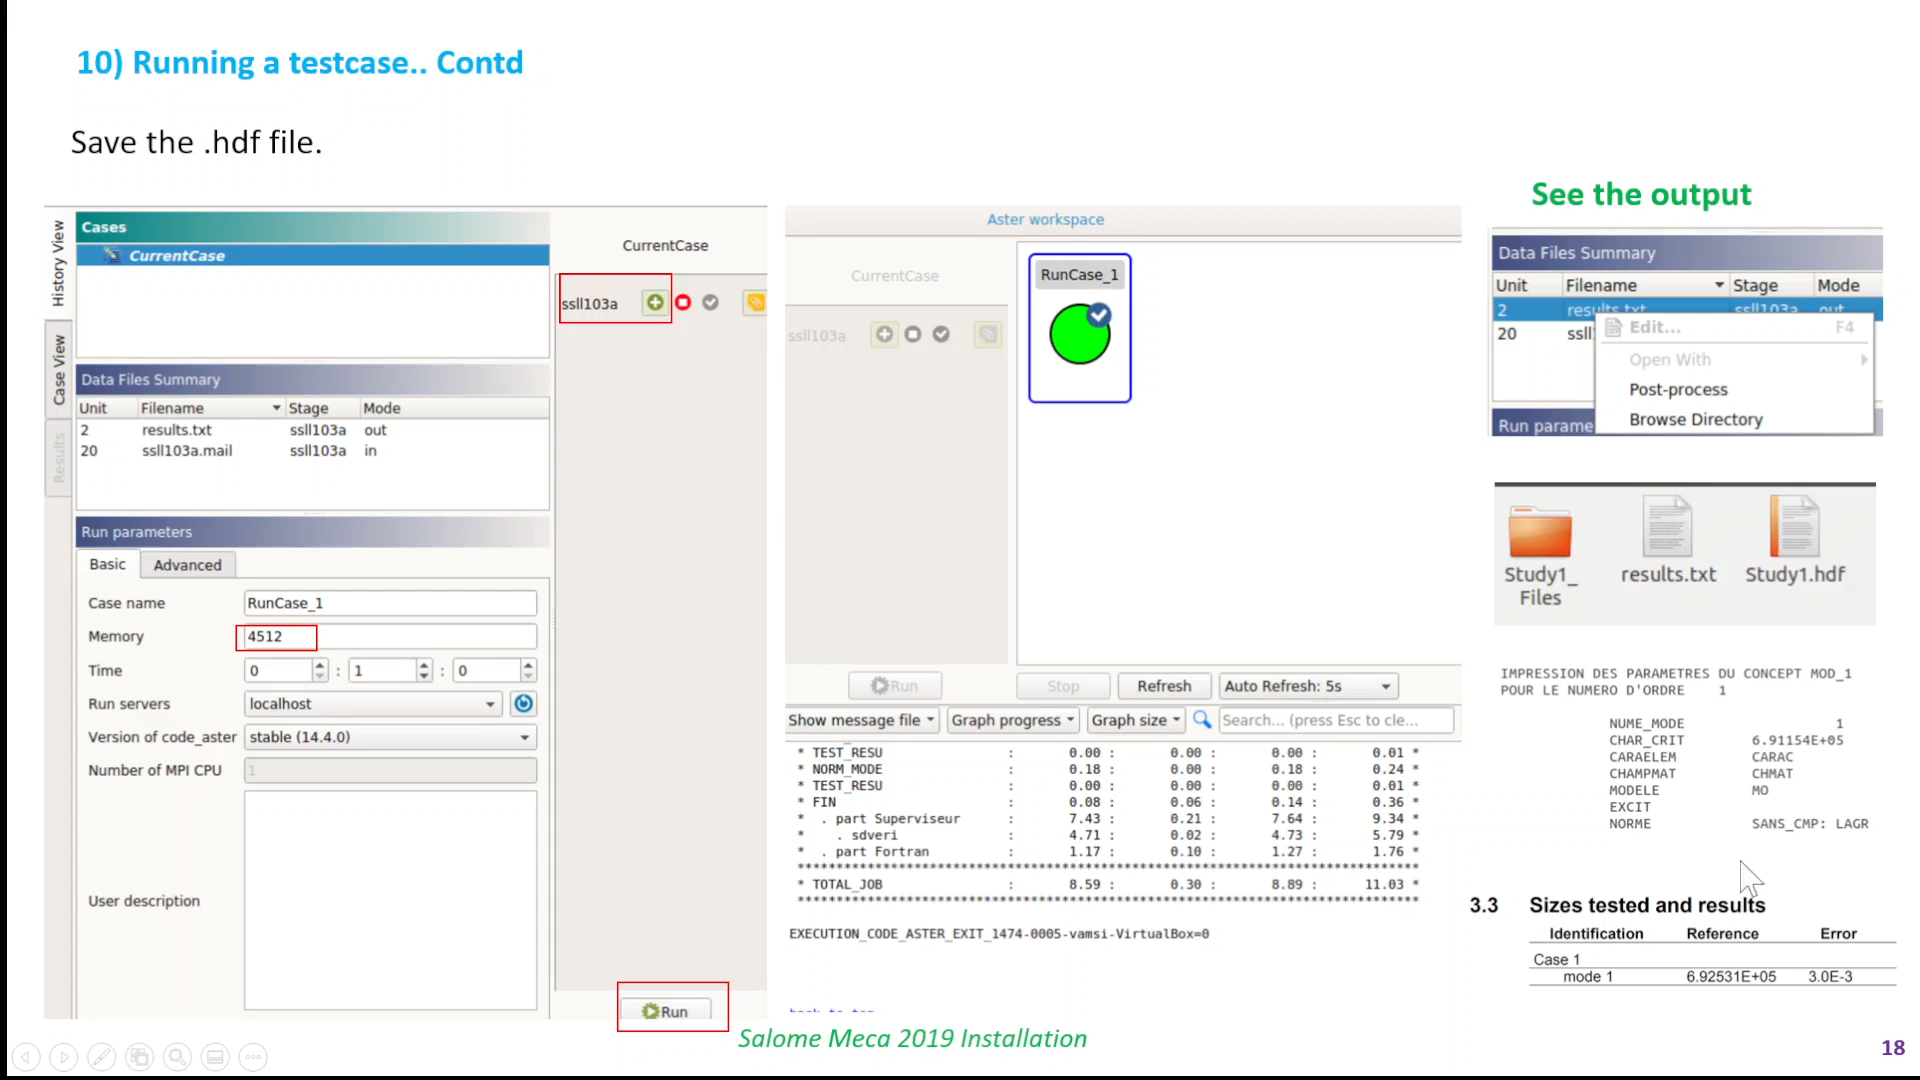 10) Running a testcase.. Contd
Save the .hdf file.
History View
Case View
Results
Cases
CurrentCase
Data Files Summary
Unit Filename Stage Mode
2 results.txt ssll103a out
20 ssll103a.mail ssll103a in
Run parameters
Basic Advanced
Case name RunCase_1
Memory 4512
Time 0 : 1 : 0
Run servers localhost
Version of code_aster stable (14.4.0)
Number of MPI CPU 1
User description
CurrentCase
ssll103a
Run
Aster workspace
CurrentCase
RunCase_1
ssll103a
Run Stop Refresh Auto Refresh: 5s
Show message file Graph progress Graph size Search... (press Esc to cle...
* TEST_RESU : 0.00 : 0.00 : 0.00 : 0.01 *
* NORM_MODE : 0.18 : 0.00 : 0.18 : 0.24 *
* TEST_RESU : 0.00 : 0.00 : 0.00 : 0.01 *
* FIN : 0.08 : 0.06 : 0.14 : 0.36 *
* . part Superviseur : 7.43 : 0.21 : 7.64 : 9.34 *
* . sdveri : 4.71 : 0.02 : 4.73 : 5.79 *
* . part Fortran : 1.17 : 0.10 : 1.27 : 1.76 *
* TOTAL_JOB : 8.59 : 0.30 : 8.89 : 11.03 *
EXECUTION_CODE_ASTER_EXIT_1474-0005-vamsi-VirtualBox=0
See the output
Data Files Summary
Unit Filename Stage Mode
2 results.txt ssll103a out
20 ssll
Edit... F4
Open With
Post-process
Browse Directory
Run parame
Study1_
Files
results.txt
Study1.hdf
IMPRESSION DES PARAMETRES DU CONCEPT MOD_1
POUR LE NUMERO D'ORDRE 1
NUME_MODE 1
CHAR_CRIT 6.91154E+05
CARAELEM CARAC
CHAMPMAT CHMAT
MODELE MO
EXCIT
NORME SANS_CMP: LAGR
3.3 Sizes tested and results
Identification Reference Error
Case 1
mode 1 6.92531E+05 3.0E-3
Salome Meca 2019 Installation
18